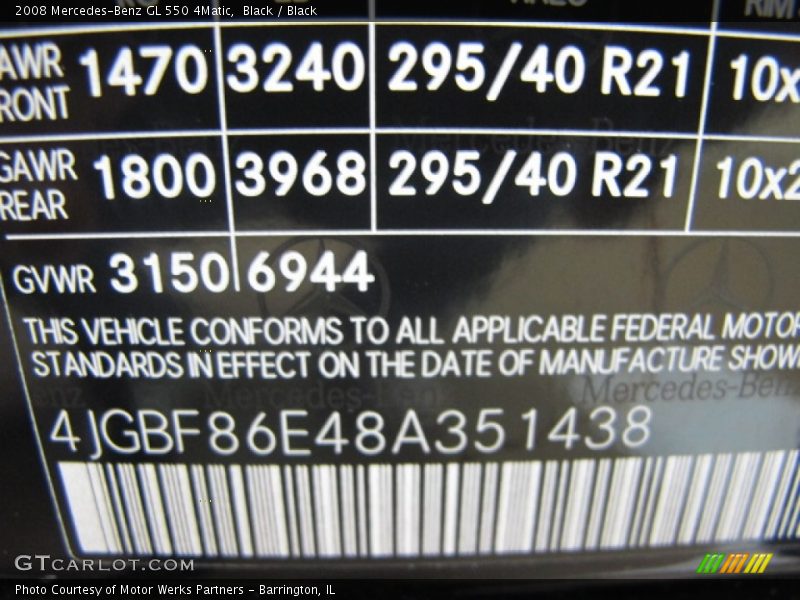 2008 Mercedes-Benz GL 550 4Matic, Black / Black
AWR 1470 3240 295/40 R21 10x
RONT
GAWR 1800 3968 295/40 R21 10x2
REAR
GVWR 3150 6944
THIS VEHICLE CONFORMS TO ALL APPLICABLE FEDERAL MOTOR
STANDARDS IN EFFECT ON THE DATE OF MANUFACTURE SHOW
Mercedes-Benz
4JGBF86E48A351438
GTCARLOT.COM
Photo Courtesy of Motor Werks Partners - Barrington, IL